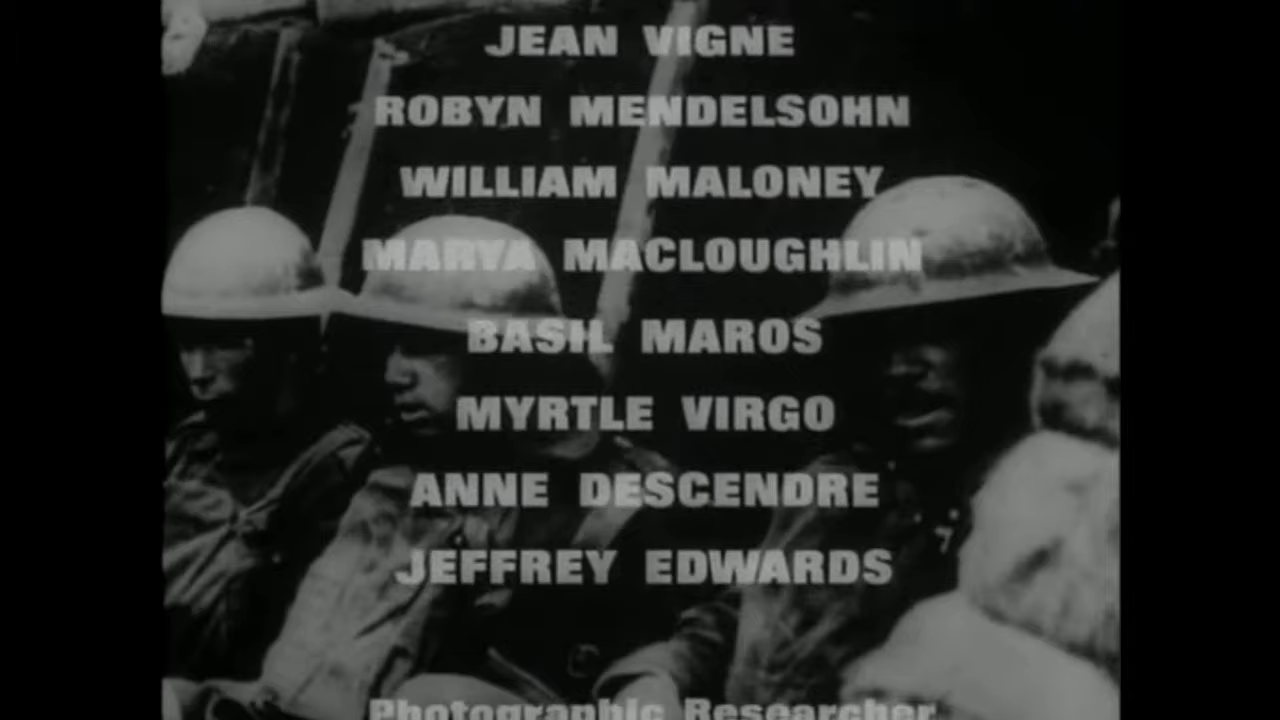 JEAN VIGNE
ROBYN MENDELSOHN
WILLIAM MALONEY
MARYA MACLOUGHLIN
BASIL MAROS
MYRTLE VIRGO
ANNE DESCENDRE
JEFFREY EDWARDS
Photographic Researcher